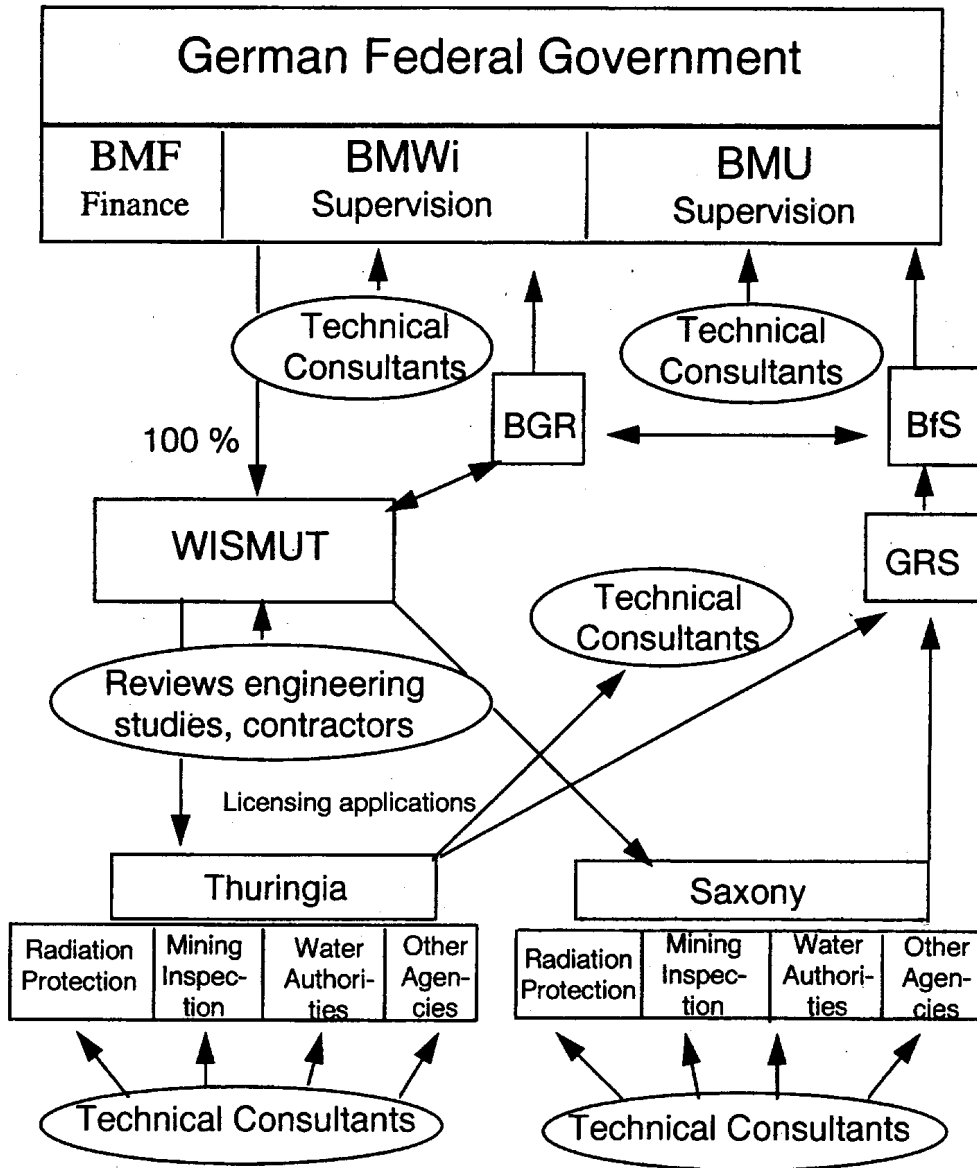 German Federal Government
BMF
Finance
BMWi
Supervision
BMU
Supervision
Technical
Consultants
Technical
Consultants
BGR
BfS
100 %
WISMUT
GRS
Technical
Consultants
Reviews engineering
studies, contractors
Licensing applications
Thuringia
Saxony
Radiation
Protection
Mining
Inspec-
tion
Water
Authori-
ties
Other
Agen-
cies
Radiation
Protection
Mining
Inspec-
tion
Water
Authori-
ties
Other
Agen-
cies
Technical Consultants
Technical Consultants